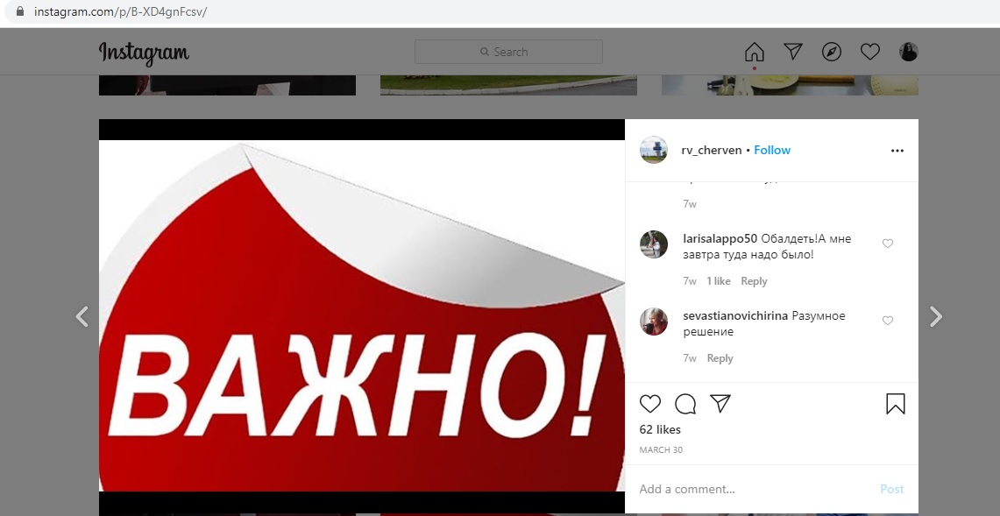 instagram.com/p/B-XD4gnFcsv/
Instagram
Search
rv_cherven • Follow
7w
larisalappo50 Обалдеть!А мне
завтра туда надо было!
7w 1 like Reply
sevastianovichirina Разумное
решение
7w Reply
ВАЖНО!
62 likes
MARCH 30
Add a comment...
Post